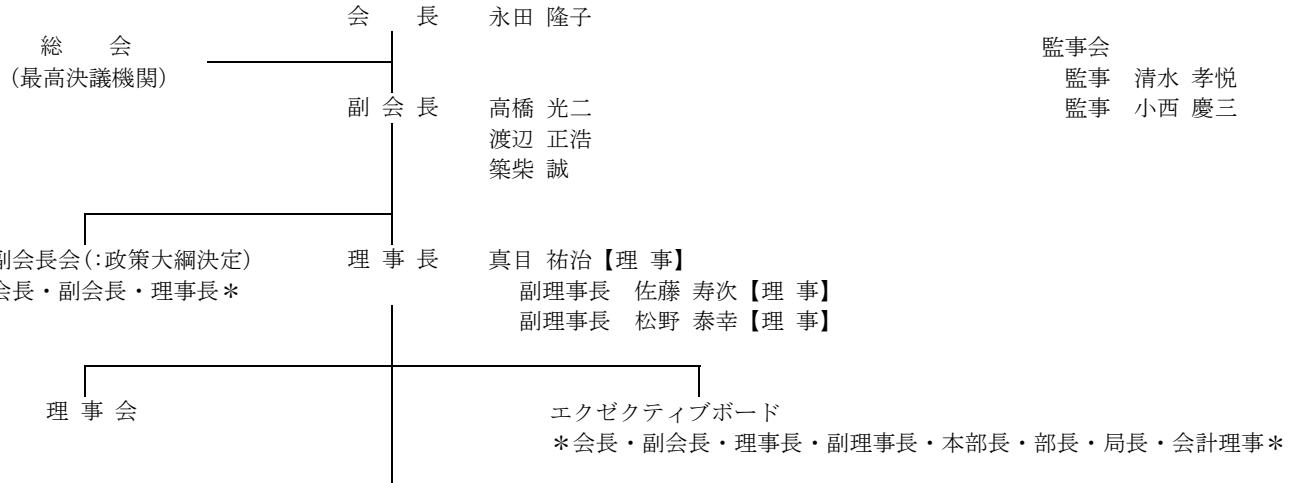 会 長 永田 隆子
総 会
(最高決議機関)
監事会
監事 清水 孝悦
監事 小西 慶三
副 会 長 高橋 光二
渡辺 正浩
築柴 誠
副会長会(:政策大綱決定)
会長・副会長・理事長＊
理 事 長 真目 祐治【理 事】
副理事長 佐藤 寿次【理 事】
副理事長 松野 泰幸【理 事】
理 事 会
エクゼクティブボード
＊会長・副会長・理事長・副理事長・本部長・部長・局長・会計理事＊